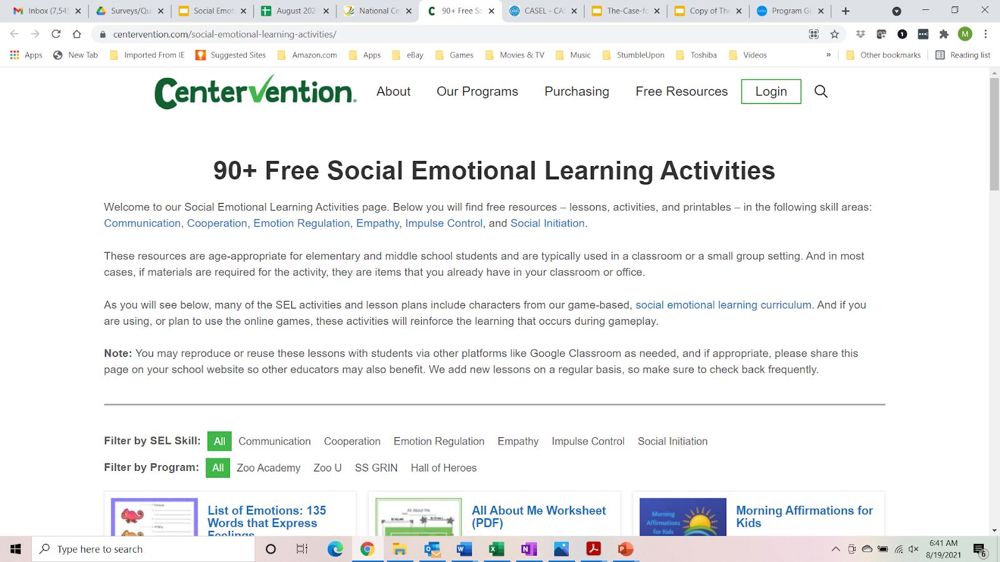 Inbox (7,54
Surveys/Qu
Social Emot
August 202
National Ce
90+ Free So
CASEL - CA
The-Case-fo
Copy of The
Program Gu
centervention.com/social-emotional-learning-activities/
M
Apps
New Tab
Imported From IE
Suggested Sites
Amazon.com
Apps
eBay
Games
Movies & TV
Music
StumbleUpon
Toshiba
Videos
»
Other bookmarks
Reading list
Centervention®
About
Our Programs
Purchasing
Free Resources
Login
90+ Free Social Emotional Learning Activities
Welcome to our Social Emotional Learning Activities page. Below you will find free resources – lessons, activities, and printables – in the following skill areas:
Communication, Cooperation, Emotion Regulation, Empathy, Impulse Control, and Social Initiation.
These resources are age-appropriate for elementary and middle school students and are typically used in a classroom or a small group setting. And in most
cases, if materials are required for the activity, they are items that you already have in your classroom or office.
As you will see below, many of the SEL activities and lesson plans include characters from our game-based, social emotional learning curriculum. And if you
are using, or plan to use the online games, these activities will reinforce the learning that occurs during gameplay.
Note: You may reproduce or reuse these lessons with students via other platforms like Google Classroom as needed, and if appropriate, please share this
page on your school website so other educators may also benefit. We add new lessons on a regular basis, so make sure to check back frequently.
Filter by SEL Skill: All Communication Cooperation Emotion Regulation Empathy Impulse Control Social Initiation
Filter by Program: All Zoo Academy Zoo U SS GRIN Hall of Heroes
List of Emotions: 135
Words that Express
Feelings
All About Me
All About Me Worksheet
(PDF)
Morning
Affirmations
for Kids
Morning Affirmations for
Kids
Type here to search
6:41 AM
8/19/2021
6